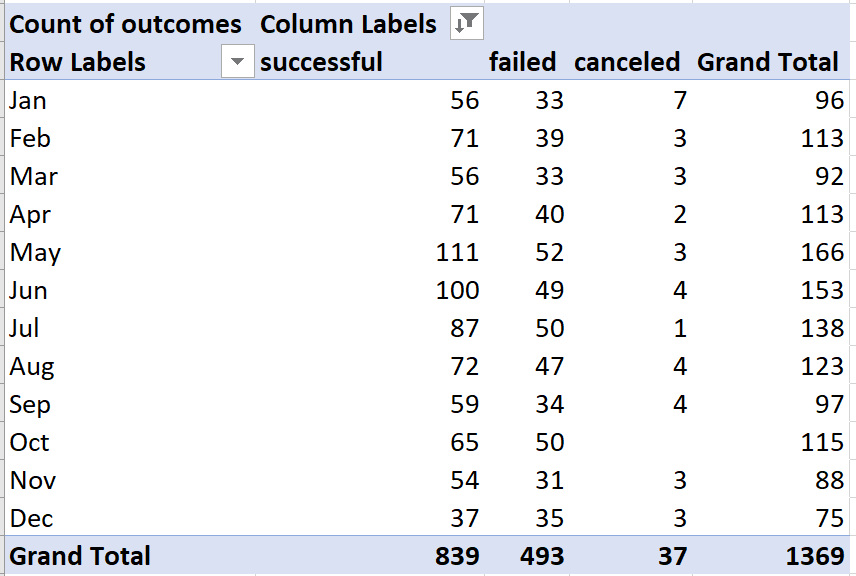 Count of outcomes Column Labels
Row Labels successful failed canceled Grand Total
Jan 56 33 7 96
Feb 71 39 3 113
Mar 56 33 3 92
Apr 71 40 2 113
May 111 52 3 166
Jun 100 49 4 153
Jul 87 50 1 138
Aug 72 47 4 123
Sep 59 34 4 97
Oct 65 50 115
Nov 54 31 3 88
Dec 37 35 3 75
Grand Total 839 493 37 1369